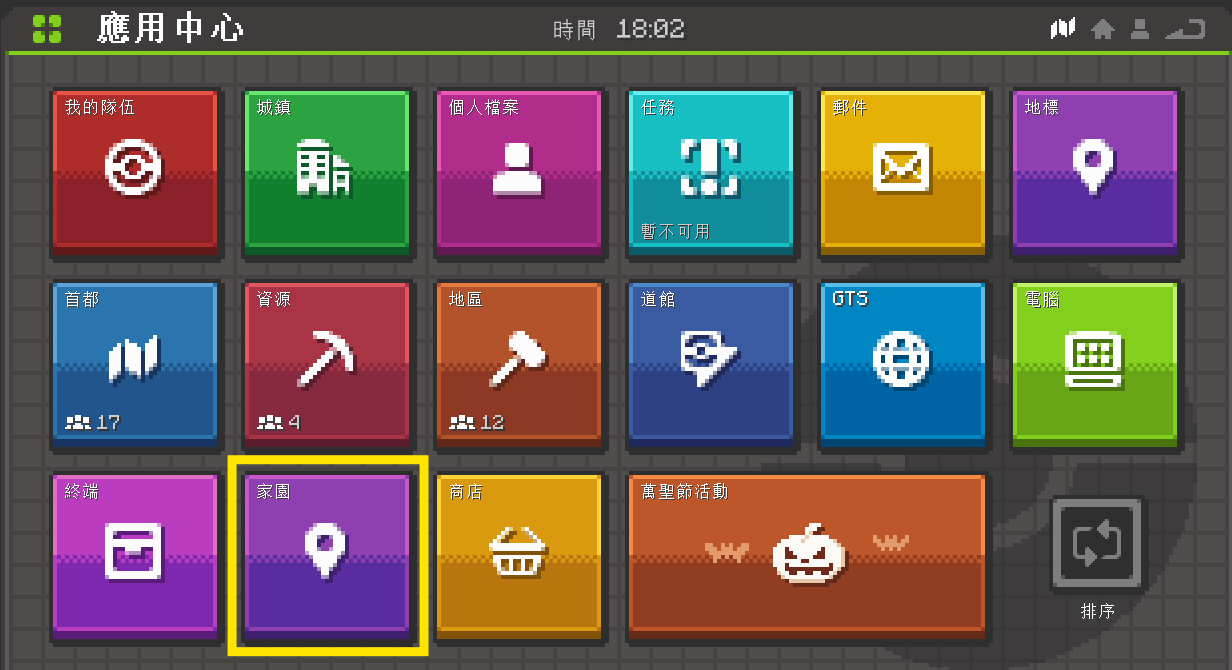 應用中心
時間 18:02
我的隊伍
城鎮
個人檔案
任務
暫不可用
郵件
地標
首都
17
資源
4
地區
12
道館
GTS
電腦
終端
家園
商店
萬聖節活動
排序